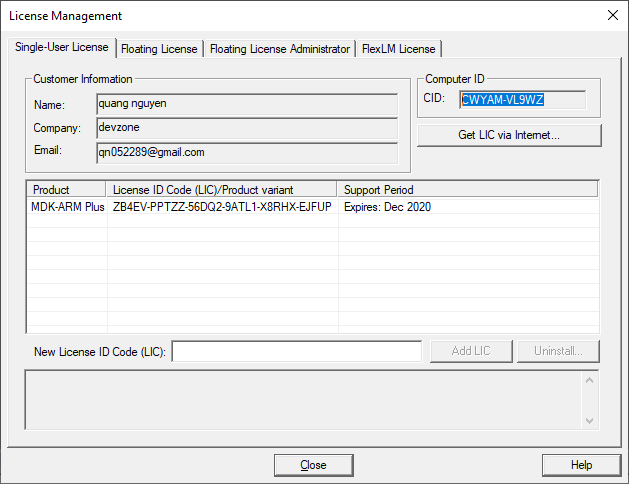 License Management
Single-User License Floating License Floating License Administrator FlexLM License
Customer Information
Name: quang nguyen
Company: devzone
Email: qn052289@gmail.com
Computer ID
CID: CWYAM-VL9WZ
Get LIC via Internet...
Product License ID Code (LIC)/Product variant Support Period
MDK-ARM Plus ZB4EV-PPTZZ-56DQ2-9ATL1-X8RHX-EJFUP Expires: Dec 2020
New License ID Code (LIC): Add LIC Uninstall...
Close Help